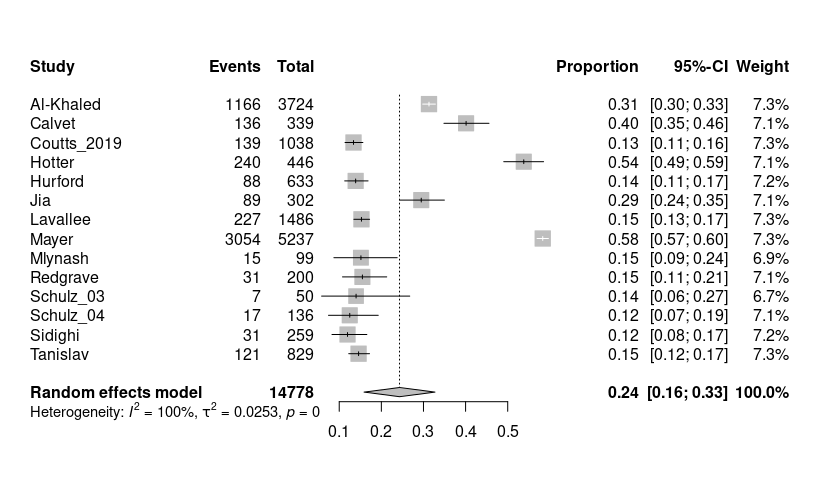 Study Events Total Proportion 95%-CI Weight
Al-Khaled 1166 3724 0.31 [0.30; 0.33] 7.3%
Calvet 136 339 0.40 [0.35; 0.46] 7.1%
Coutts_2019 139 1038 0.13 [0.11; 0.16] 7.3%
Hotter 240 446 0.54 [0.49; 0.59] 7.1%
Hurford 88 633 0.14 [0.11; 0.17] 7.2%
Jia 89 302 0.29 [0.24; 0.35] 7.1%
Lavallee 227 1486 0.15 [0.13; 0.17] 7.3%
Mayer 3054 5237 0.58 [0.57; 0.60] 7.3%
Mlynash 15 99 0.15 [0.09; 0.24] 6.9%
Redgrave 31 200 0.15 [0.11; 0.21] 7.1%
Schulz_03 7 50 0.14 [0.06; 0.27] 6.7%
Schulz_04 17 136 0.12 [0.07; 0.19] 7.1%
Sidighi 31 259 0.12 [0.08; 0.17] 7.2%
Tanislav 121 829 0.15 [0.12; 0.17] 7.3%
Random effects model 14778 0.24 [0.16; 0.33] 100.0%
Heterogeneity: I² = 100%, τ² = 0.0253, p = 0
0.1 0.2 0.3 0.4 0.5